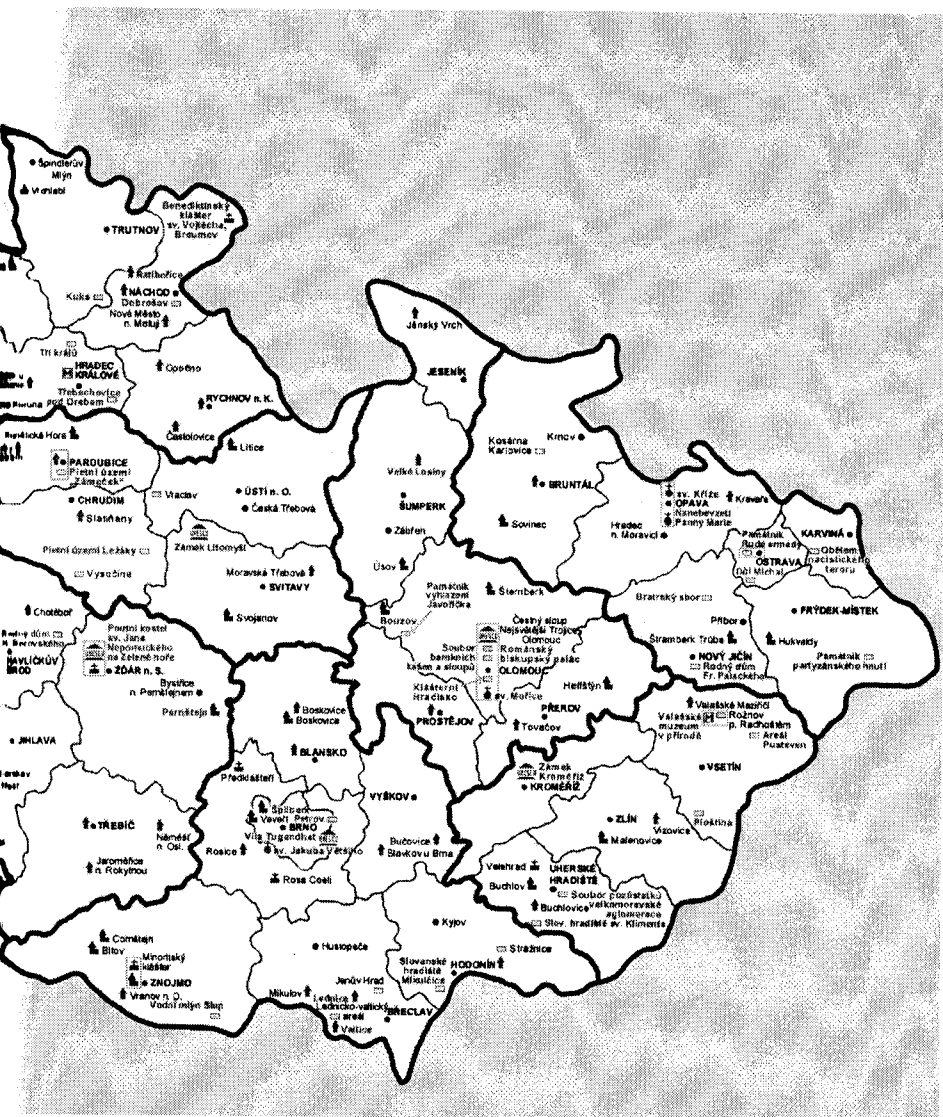 Špindlerův
Mlýn
Vrchlabí
TRUTNOV
Benediktinský
klášter
sv. Vojtěcha,
Broumov
Ratibořice
Kuks
NÁCHOD
Dobrošov
Nové Město
n. Metují
Tři králů
HRADEC
KRÁLOVÉ
Třebechovice
pod Orebem
Opočno
RYCHNOV n. K.
Častolovice
Litice
Kunětická Hora
PARDUBICE
Pietní území
Zámeček
CHRUDIM
Slatiňany
Vraclav
ÚSTÍ n. O.
Česká Třebová
Zámek Litomyšl
Pietní území Ležáky
Vysočina
Moravská Třebová
SVITAVY
Svojanov
Jánský Vrch
JESENÍK
Velké Losiny
ŠUMPERK
Zábřeh
Úsov
Kosárna
Karlovice
Krnov
BRUNTÁL
Sovinec
Hradec
n. Moravicí
sv. Kříže
OPAVA
Nanebevzetí
Panny Marie
Kravaře
Památník
Rudé armády
OSTRAVA
Důl Michal
KARVINÁ
Obětem
nacistického
teroru
Bratrský sbor
Příbor
FRÝDEK-MÍSTEK
Štramberk Trúba
Hukvaldy
NOVÝ JIČÍN
Rodný dům
Fr. Palackého
Památník
partyzánského hnutí
Památník
vyhlazení
Javoříčka
Bouzov
Šternberk
Čestný sloup
Nejsvětější Trojice,
Olomouc
Soubor
barokních
kašen a sloupů
Románský
biskupský palác
OLOMOUC
sv. Mořice
Klášterní
Hradisko
PROSTĚJOV
Helfštýn
PŘEROV
Tovačov
Chotěboř
HAVLÍČKŮV
BROD
Poutní kostel
sv. Jana
Nepomuckého
na Zelené hoře
ŽĎÁR n. S.
Bystřice
n. Pernštejnem
Pernštejn
JIHLAVA
TŘEBÍČ
Náměšť
n. Osl.
Jaroměřice
n. Rokytnou
Boskovice
Boskovice
BLANSKO
Předklášteří
VYŠKOV
Špilberk
Veveří Petrov
BRNO
Vila Tugendhat
sv. Jakuba Většího
Rosice
Rosa Coeli
Bučovice
Slavkov u Brna
Zámek
Kroměříž
KROMĚŘÍŽ
Valašské Meziříčí
Valašské
muzeum
v přírodě
Rožnov
p. Radhoštěm
Areál
Pustevny
VSETÍN
ZLÍN
Vizovice
Malenovice
Ploština
Velehrad
Buchlov
UHERSKÉ
HRADIŠTĚ
Buchlovice
Soubor pozůstatků
velkomoravské
aglomerace
Slov. hradiště sv. Klimenta
Kyjov
Strážnice
HODONÍN
Slovanské
hradiště
Mikulčice
Hustopeče
Cornštejn
Bítov
Minoritský
klášter
ZNOJMO
Vranov n. D.
Vodní mlýn Slup
Janův Hrad
Mikulov
Lednice
Lednicko-valtický
areál
BŘECLAV
Valtice